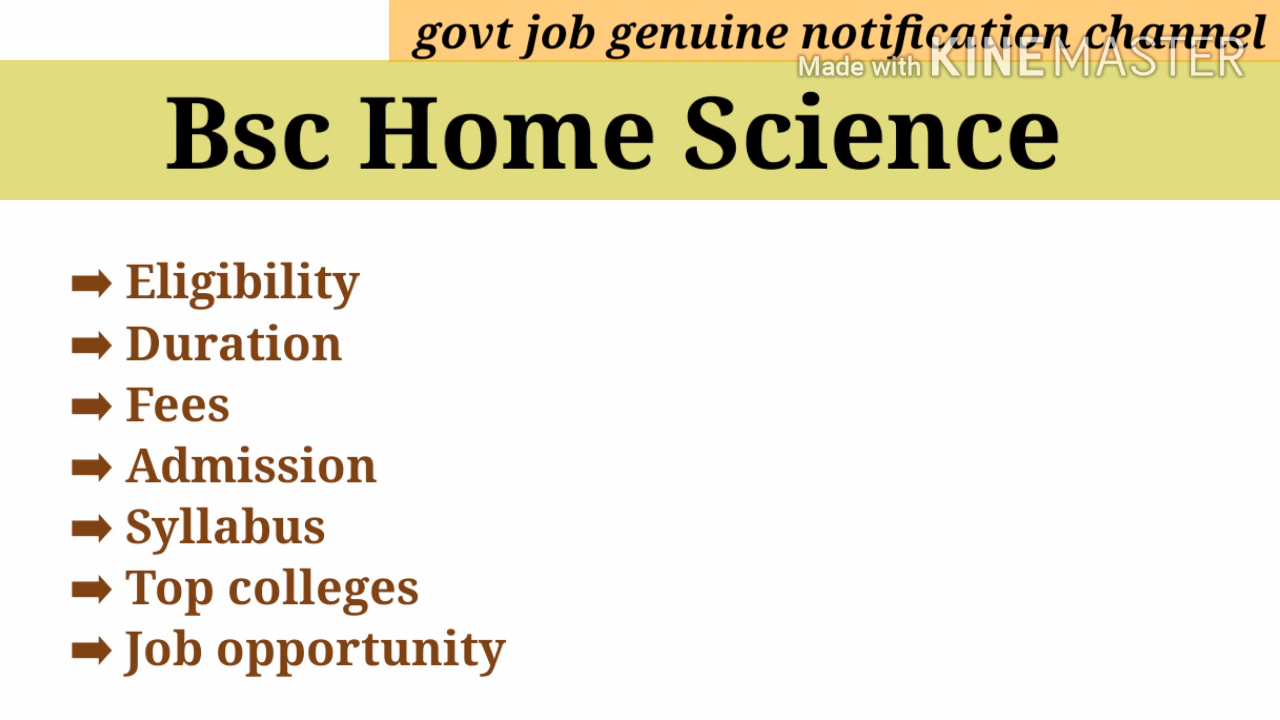 govt job genuine notification channel
Made with KINEMASTER
Bsc Home Science
➡ Eligibility
➡ Duration
➡ Fees
➡ Admission
➡ Syllabus
➡ Top colleges
➡ Job opportunity